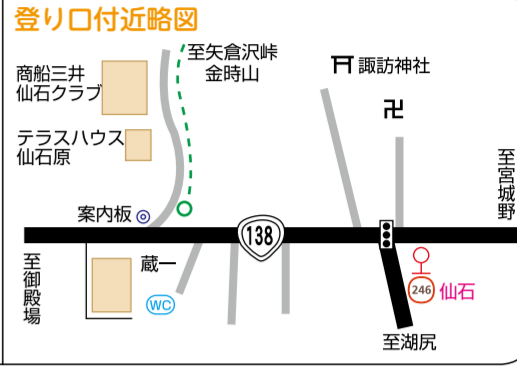 登り口付近略図
至矢倉沢峠
金時山
商船三井
仙石クラブ
諏訪神社
卍
テラスハウス
仙石原
至宮城野
案内板
138
至御殿場
蔵一
WC
246
仙石
至湖尻